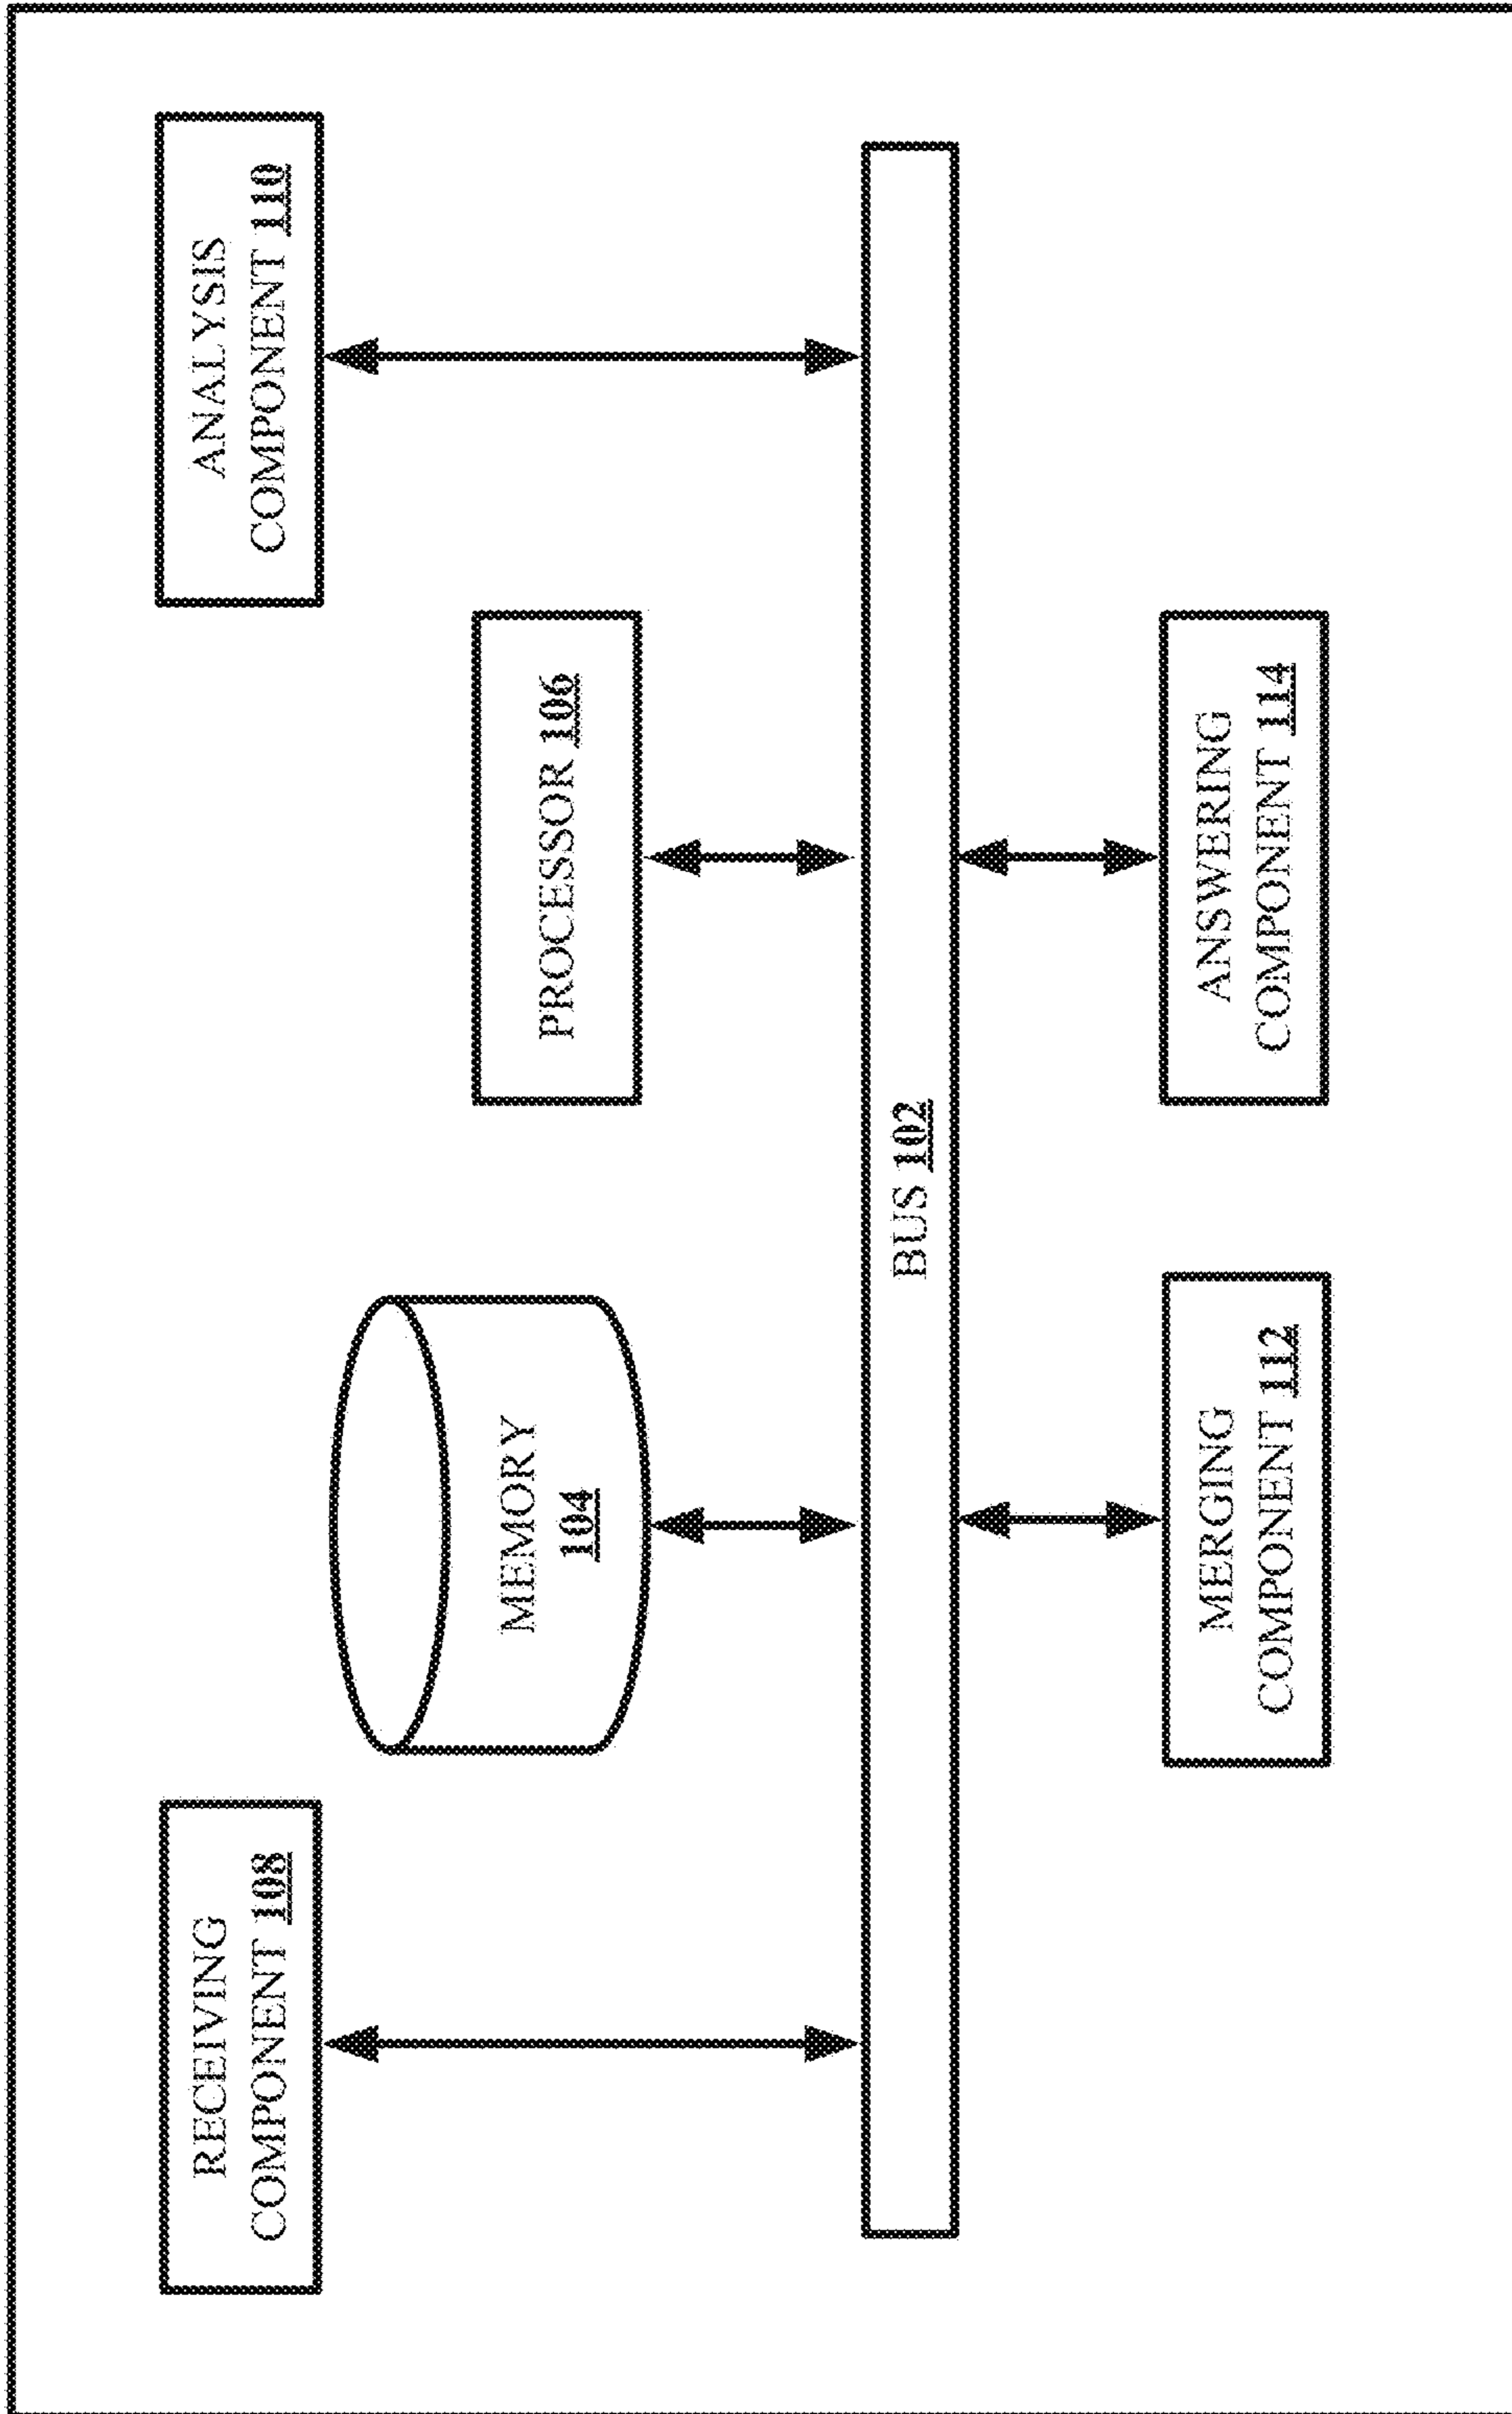 RECEIVING
COMPONENT 108
MEMORY
104
PROCESSOR 106
ANALYSIS
COMPONENT 110
BUS 102
MERGING
COMPONENT 112
ANSWERING
COMPONENT 114